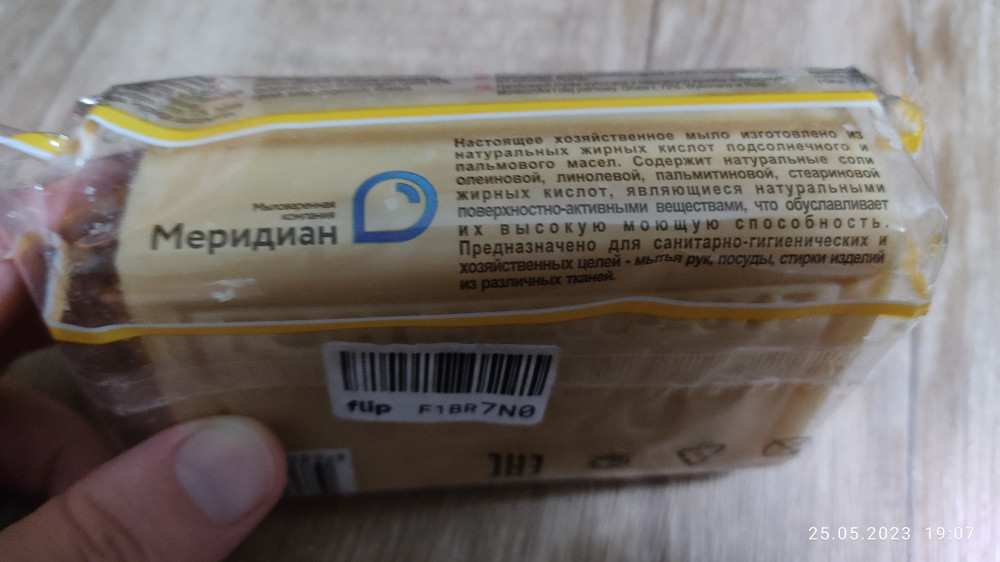 Настоящее хозяйственное мыло изготовлено из
натуральных жирных кислот подсолнечного и
пальмового масел. Содержит натуральные соли
олеиновой, линолевой, пальмитиновой, стеариновой
жирных кислот, являющиеся натуральными
поверхностно-активными веществами, что обуславливает
их высокую моющую способность.
Предназначено для санитарно-гигиенических и
хозяйственных целей - мытья рук, посуды, стирки изделий
из различных тканей.
Мыловаренная
компания
Меридиан
flip F1BR7N0
EAC
25.05.2023 19:07